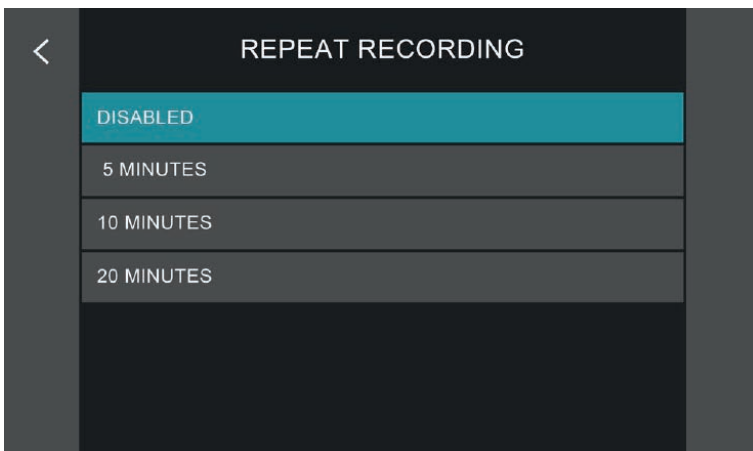 REPEAT RECORDING
DISABLED
5 MINUTES
10 MINUTES
20 MINUTES